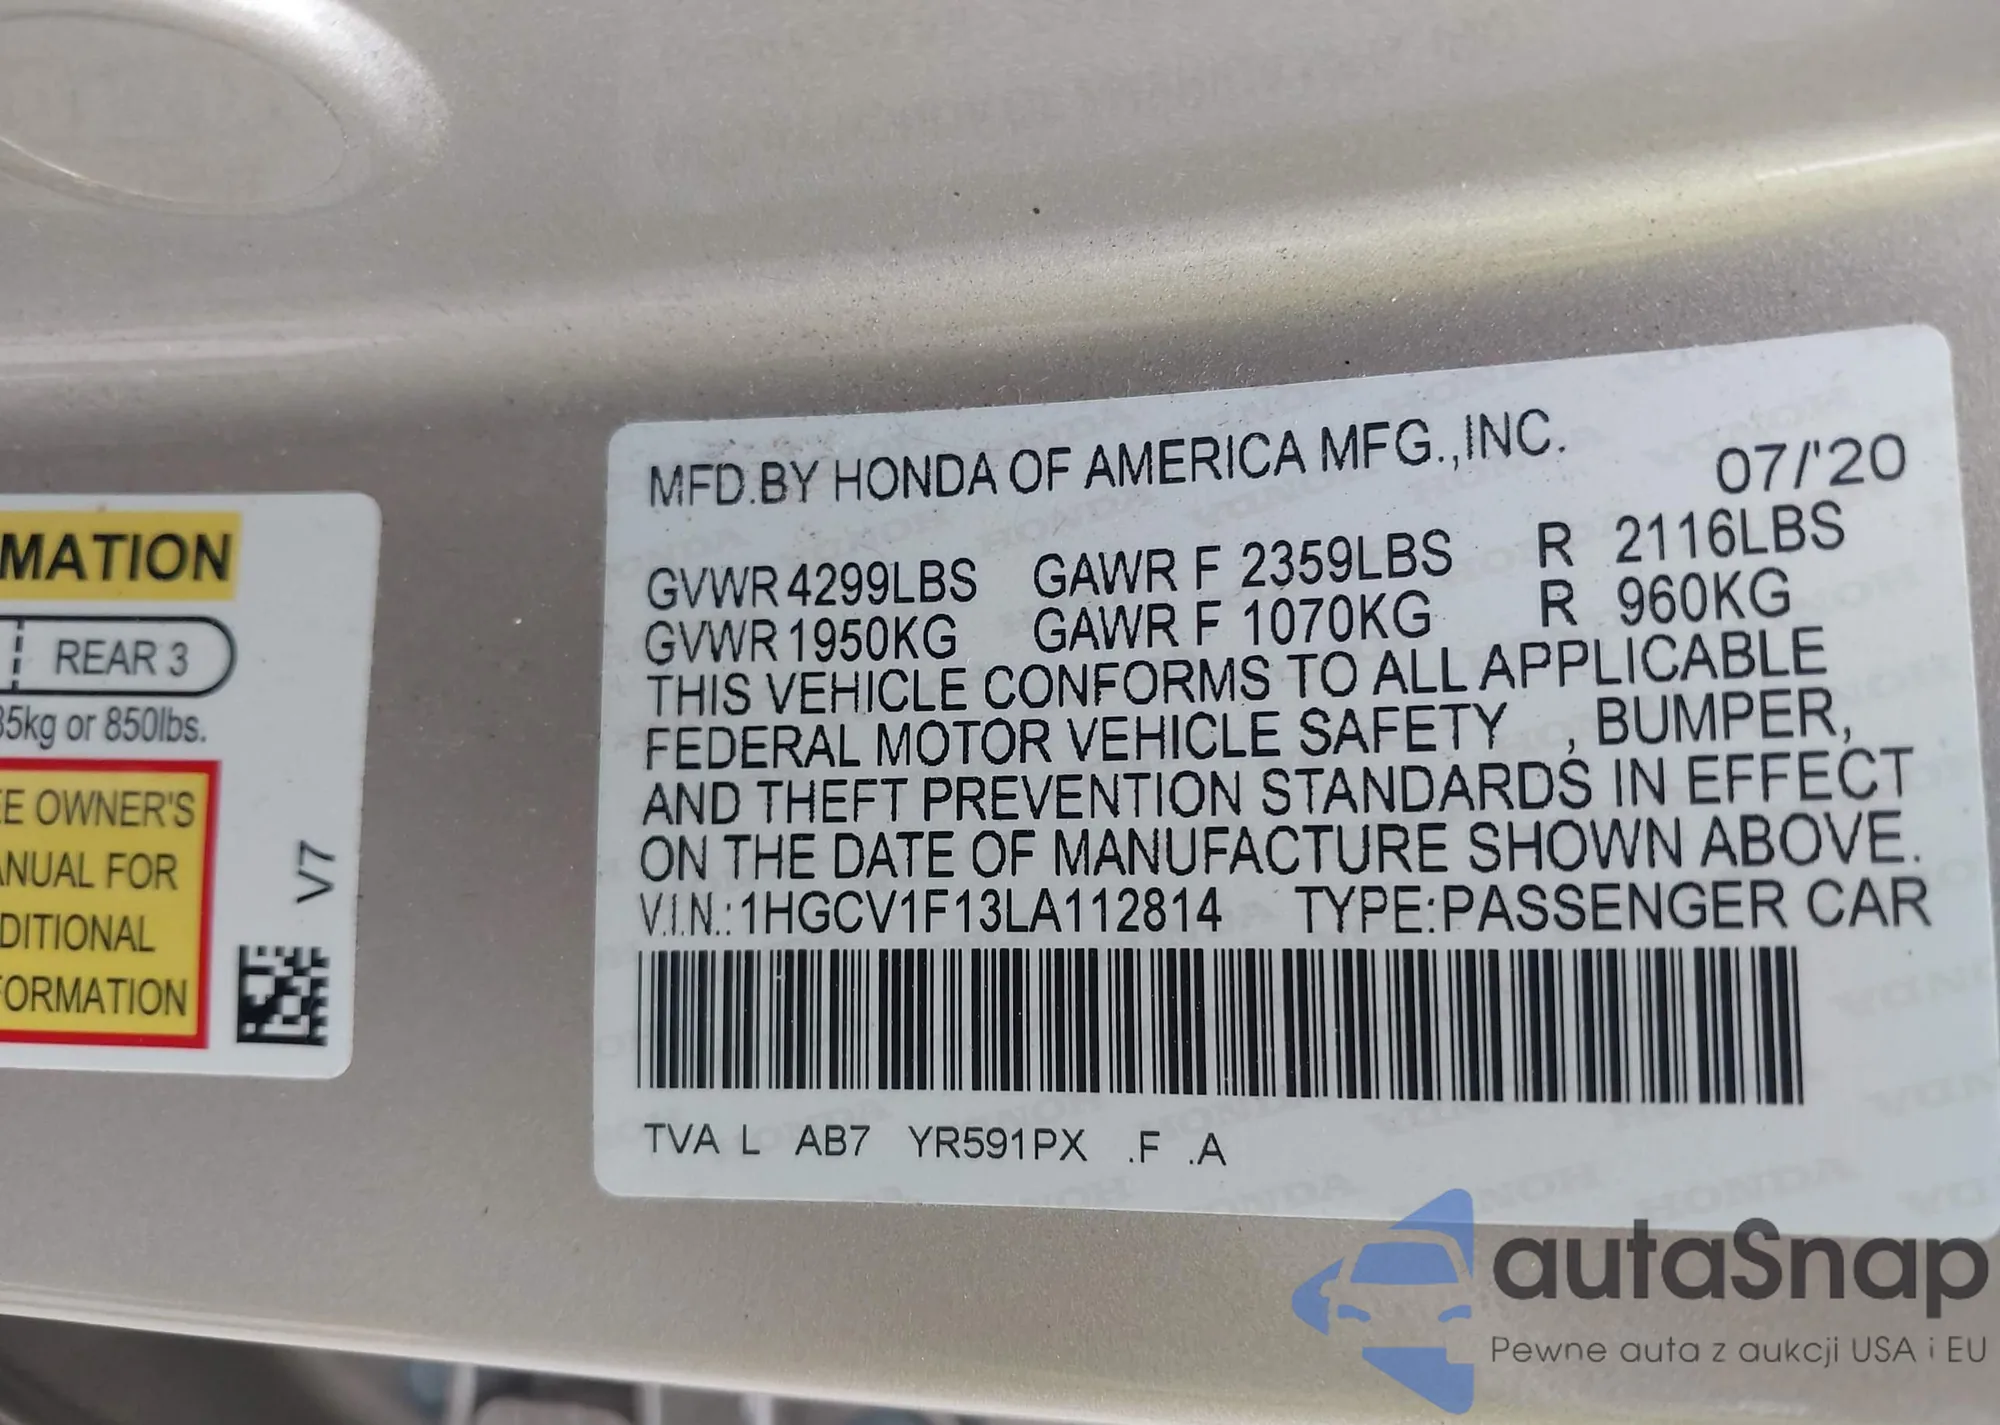 MATION
REAR 3
85kg or 850lbs.
EE OWNER'S
ANUAL FOR
DITIONAL
FORMATION
V7
MFD.BY HONDA OF AMERICA MFG.,INC.
07/'20
GVWR 4299LBS GAWR F 2359LBS R 2116LBS
GVWR 1950KG GAWR F 1070KG R 960KG
THIS VEHICLE CONFORMS TO ALL APPLICABLE
FEDERAL MOTOR VEHICLE SAFETY , BUMPER,
AND THEFT PREVENTION STANDARDS IN EFFECT
ON THE DATE OF MANUFACTURE SHOWN ABOVE.
V.I.N.:1HGCV1F13LA112814 TYPE:PASSENGER CAR
TVA L AB7 YR591PX .F .A
autaSnap
Pewne auta z aukcji USA i EU